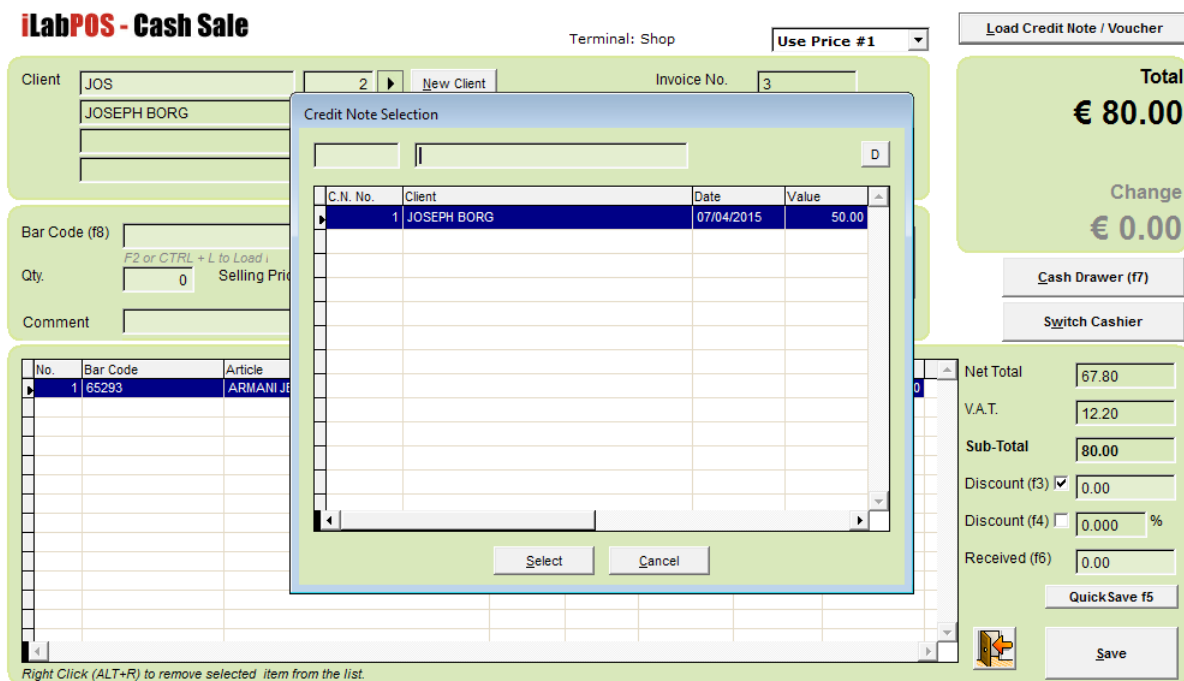 iLabPOS - Cash Sale
Terminal: Shop
Use Price #1
Load Credit Note / Voucher
Client
JOS
2
New Client
Invoice No.
3
JOSEPH BORG
Total
€ 80.00
Change
€ 0.00
Credit Note Selection
D
C.N. No. Client Date Value
1 JOSEPH BORG 07/04/2015 50.00
Select
Cancel
Bar Code (f8)
F2 or CTRL + L to Load
Qty.
0
Selling
Comment
Cash Drawer (f7)
Switch Cashier
No. Bar Code Article
1 65293 ARMANI
Net Total
67.80
V.A.T.
12.20
Sub-Total
80.00
Discount (f3)
0.00
Discount (f4)
0.000 %
Received (f6)
0.00
QuickSave f5
Save
Right Click (ALT+R) to remove selected item from the list.